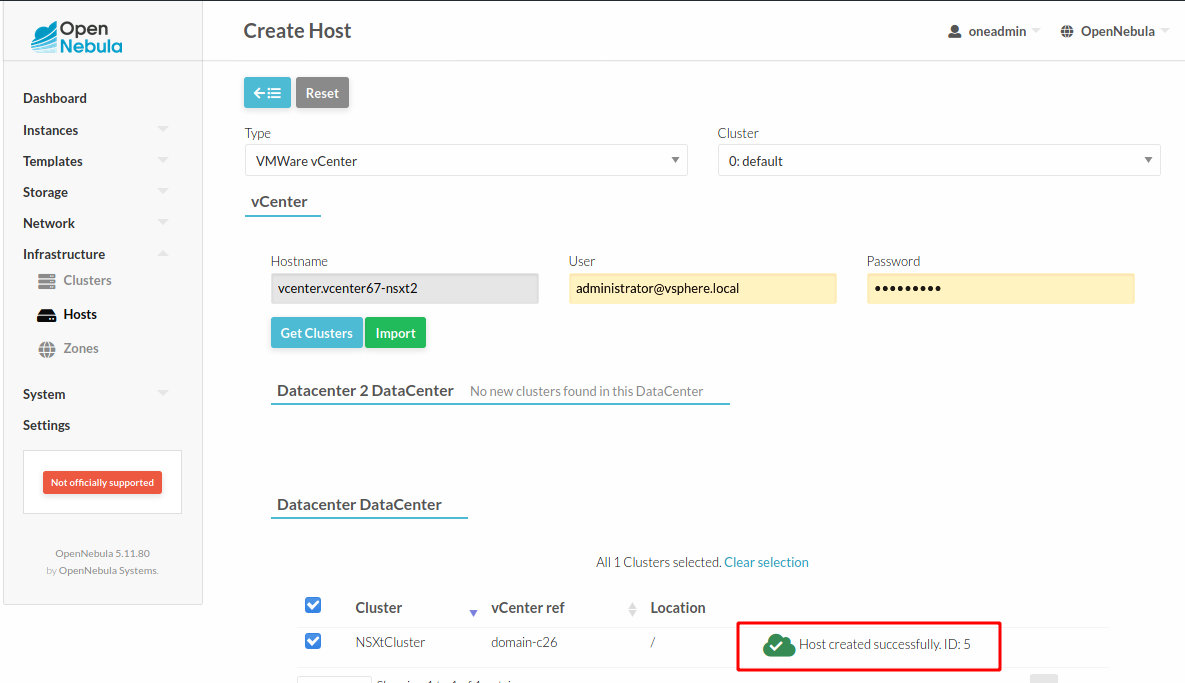 Open
Nebula
Create Host
oneadmin
OpenNebula
Dashboard
Instances
Templates
Storage
Network
Infrastructure
Clusters
Hosts
Zones
System
Settings
Not officially supported
OpenNebula 5.11.80
by OpenNebula Systems.
Reset
Type
Cluster
VMWare vCenter
0: default
vCenter
Hostname
User
Password
vcenter.vcenter67-nsxt2
administrator@vsphere.local
•••••••••
Get Clusters
Import
Datacenter 2 DataCenter No new clusters found in this DataCenter
Datacenter DataCenter
All 1 Clusters selected. Clear selection
Cluster vCenter ref Location
NSXtCluster domain-c26 / Host created successfully. ID: 5